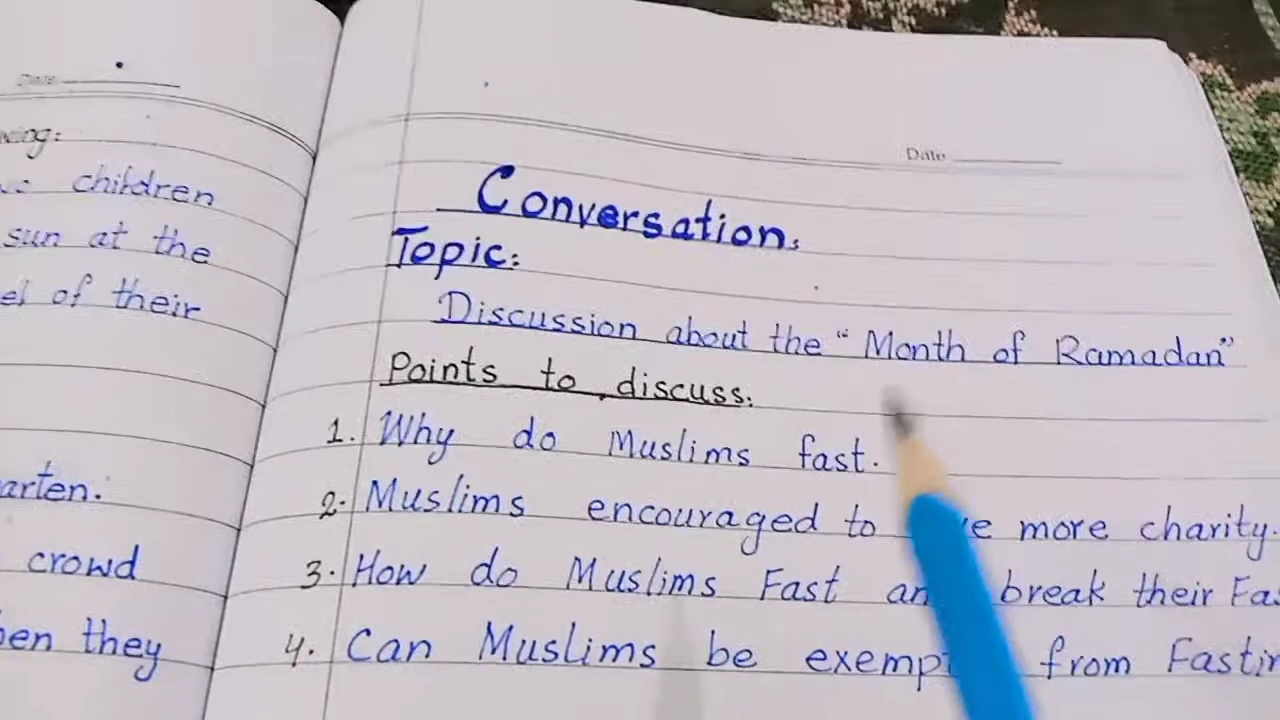 Date
children
sun at the
of their
crowd
they
Date
Conversation.
Topic:
Discussion about the "Month of Ramadan"
Points to discuss:
1. Why do Muslims fast.
2. Muslims encouraged to more charity.
3. How do Muslims Fast break their
4. Can Muslims be from